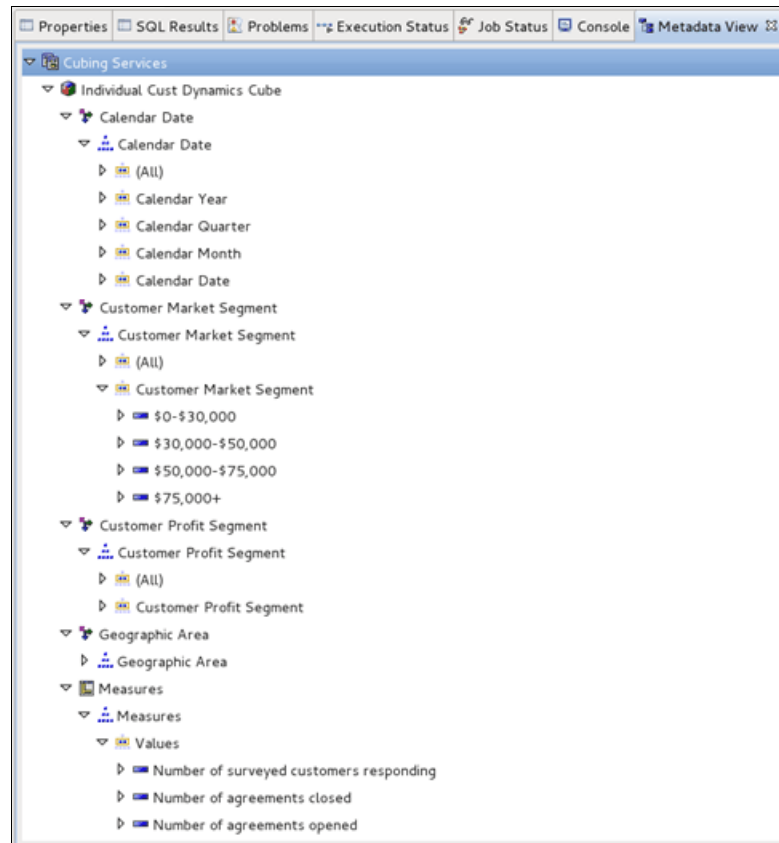 Properties SQL Results Problems Execution Status Job Status Console Metadata View
Cubing Services
Individual Cust Dynamics Cube
Calendar Date
Calendar Date
(All)
Calendar Year
Calendar Quarter
Calendar Month
Calendar Date
Customer Market Segment
Customer Market Segment
(All)
Customer Market Segment
$0-$30,000
$30,000-$50,000
$50,000-$75,000
$75,000+
Customer Profit Segment
Customer Profit Segment
(All)
Customer Profit Segment
Geographic Area
Geographic Area
Measures
Measures
Values
Number of surveyed customers responding
Number of agreements closed
Number of agreements opened